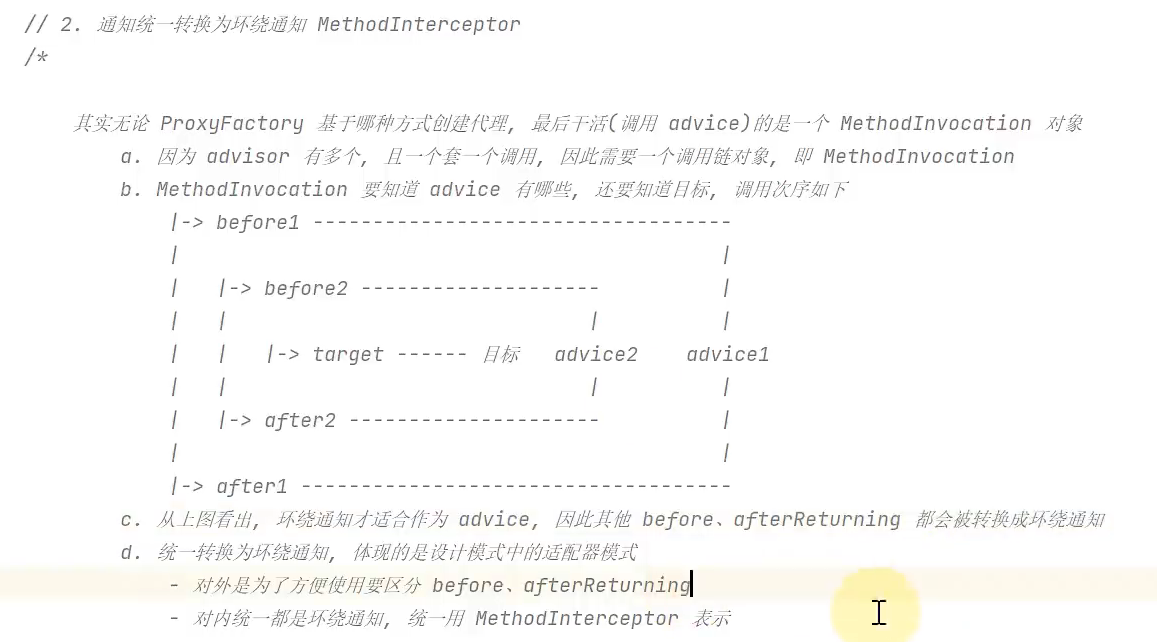 // 2. 通知统一转换为环绕通知 MethodInterceptor
/*
其实无论 ProxyFactory 基于哪种方式创建代理, 最后干活(调用 advice)的是一个 MethodInvocation 对象
a. 因为 advisor 有多个, 且一个套一个调用, 因此需要一个调用链对象, 即 MethodInvocation
b. MethodInvocation 要知道 advice 有哪些, 还要知道目标, 调用次序如下
|-> before1 -----------------------------------
|                                             |
|   |-> before2 --------------------          |
|   |                              |          |
|   |   |-> target ------ 目标   advice2    advice1
|   |                              |          |
|   |-> after2 ---------------------          |
|                                             |
|-> after1 ------------------------------------
c. 从上图看出, 环绕通知才适合作为 advice, 因此其他 before、afterReturning 都会被转换成环绕通知
d. 统一转换为环绕通知, 体现的是设计模式中的适配器模式
- 对外是为了方便使用要区分 before、afterReturning
- 对内统一都是环绕通知, 统一用 MethodInterceptor 表示